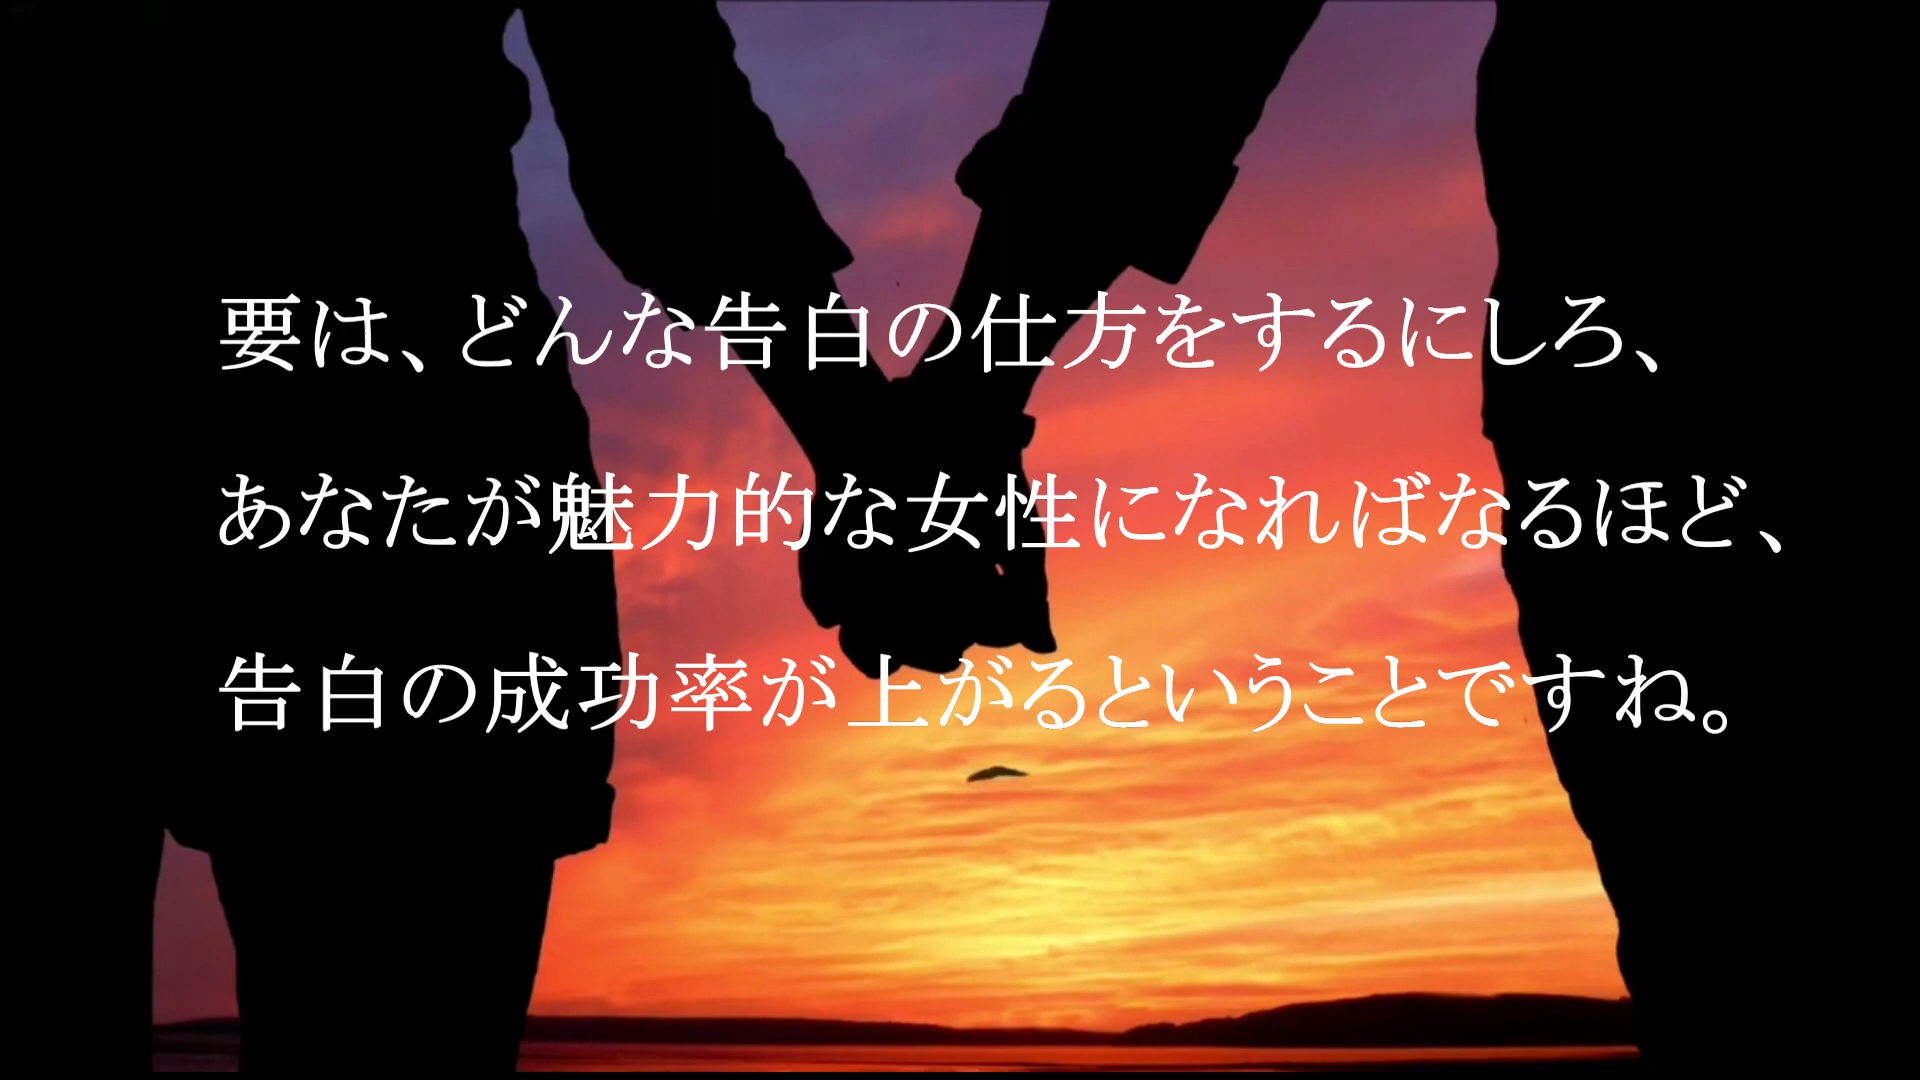 要は、どんな告白の仕方をするにしろ、
あなたが魅力的な女性になればなるほど、
告白の成功率が上がるということですね。